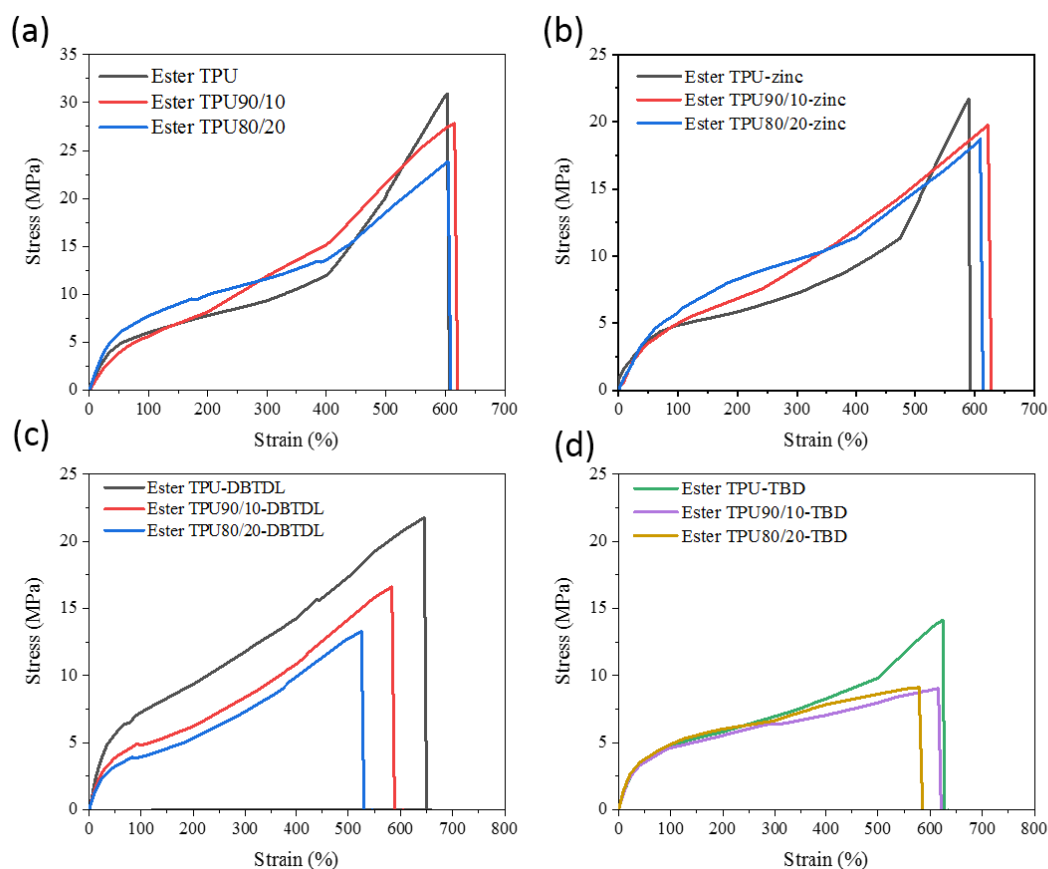 (a)
35
30
25
20
15
10
5
0
Stress (MPa)
Ester TPU
Ester TPU90/10
Ester TPU80/20
0 100 200 300 400 500 600 700
Strain (%)
(b)
25
20
15
10
5
0
Stress (MPa)
Ester TPU-zinc
Ester TPU90/10-zinc
Ester TPU80/20-zinc
0 100 200 300 400 500 600 700
Strain (%)
(c)
25
20
15
10
5
0
Stress (MPa)
Ester TPU-DBTDL
Ester TPU90/10-DBTDL
Ester TPU80/20-DBTDL
0 100 200 300 400 500 600 700 800
Strain (%)
(d)
25
20
15
10
5
0
Stress (MPa)
Ester TPU-TBD
Ester TPU90/10-TBD
Ester TPU80/20-TBD
0 100 200 300 400 500 600 700 800
Strain (%)